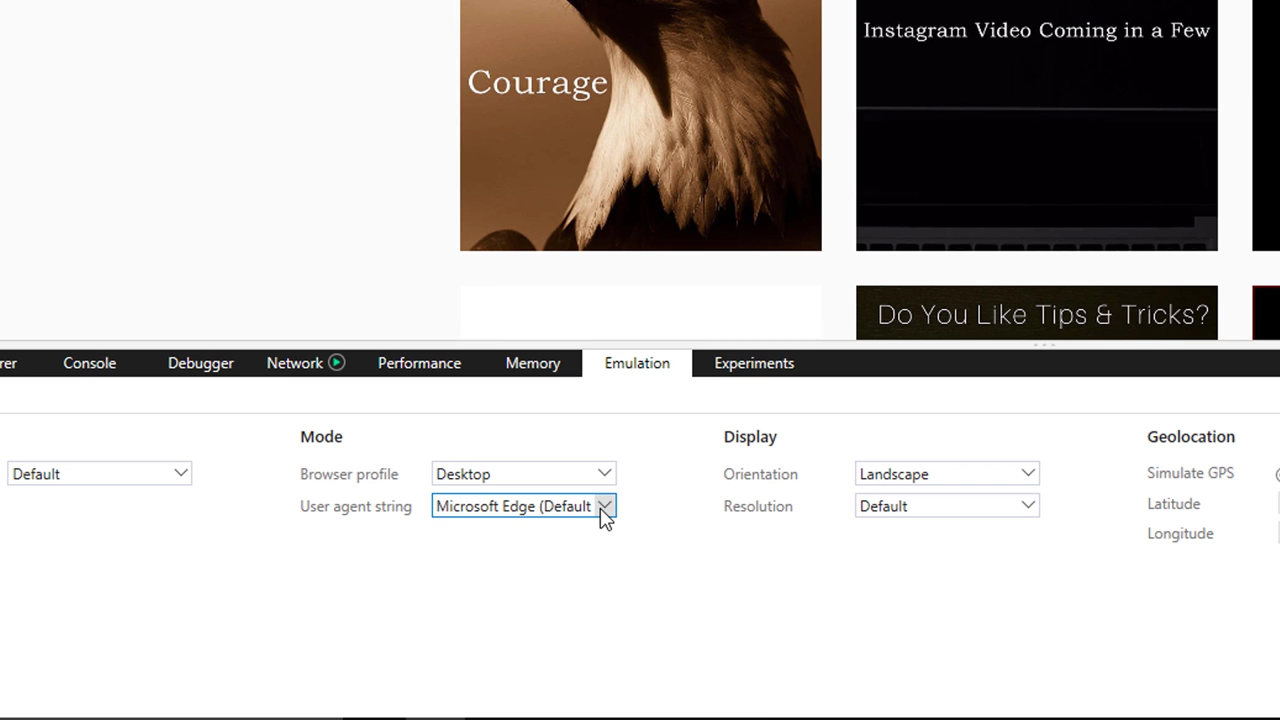 Instagram Video Coming in a Few
Courage
Do You Like Tips & Tricks?
rer Console Debugger Network Performance Memory Emulation Experiments
Mode Display Geolocation
Default Browser profile Desktop Orientation Landscape Simulate GPS
User agent string Microsoft Edge (Default Resolution Default Latitude
Longitude